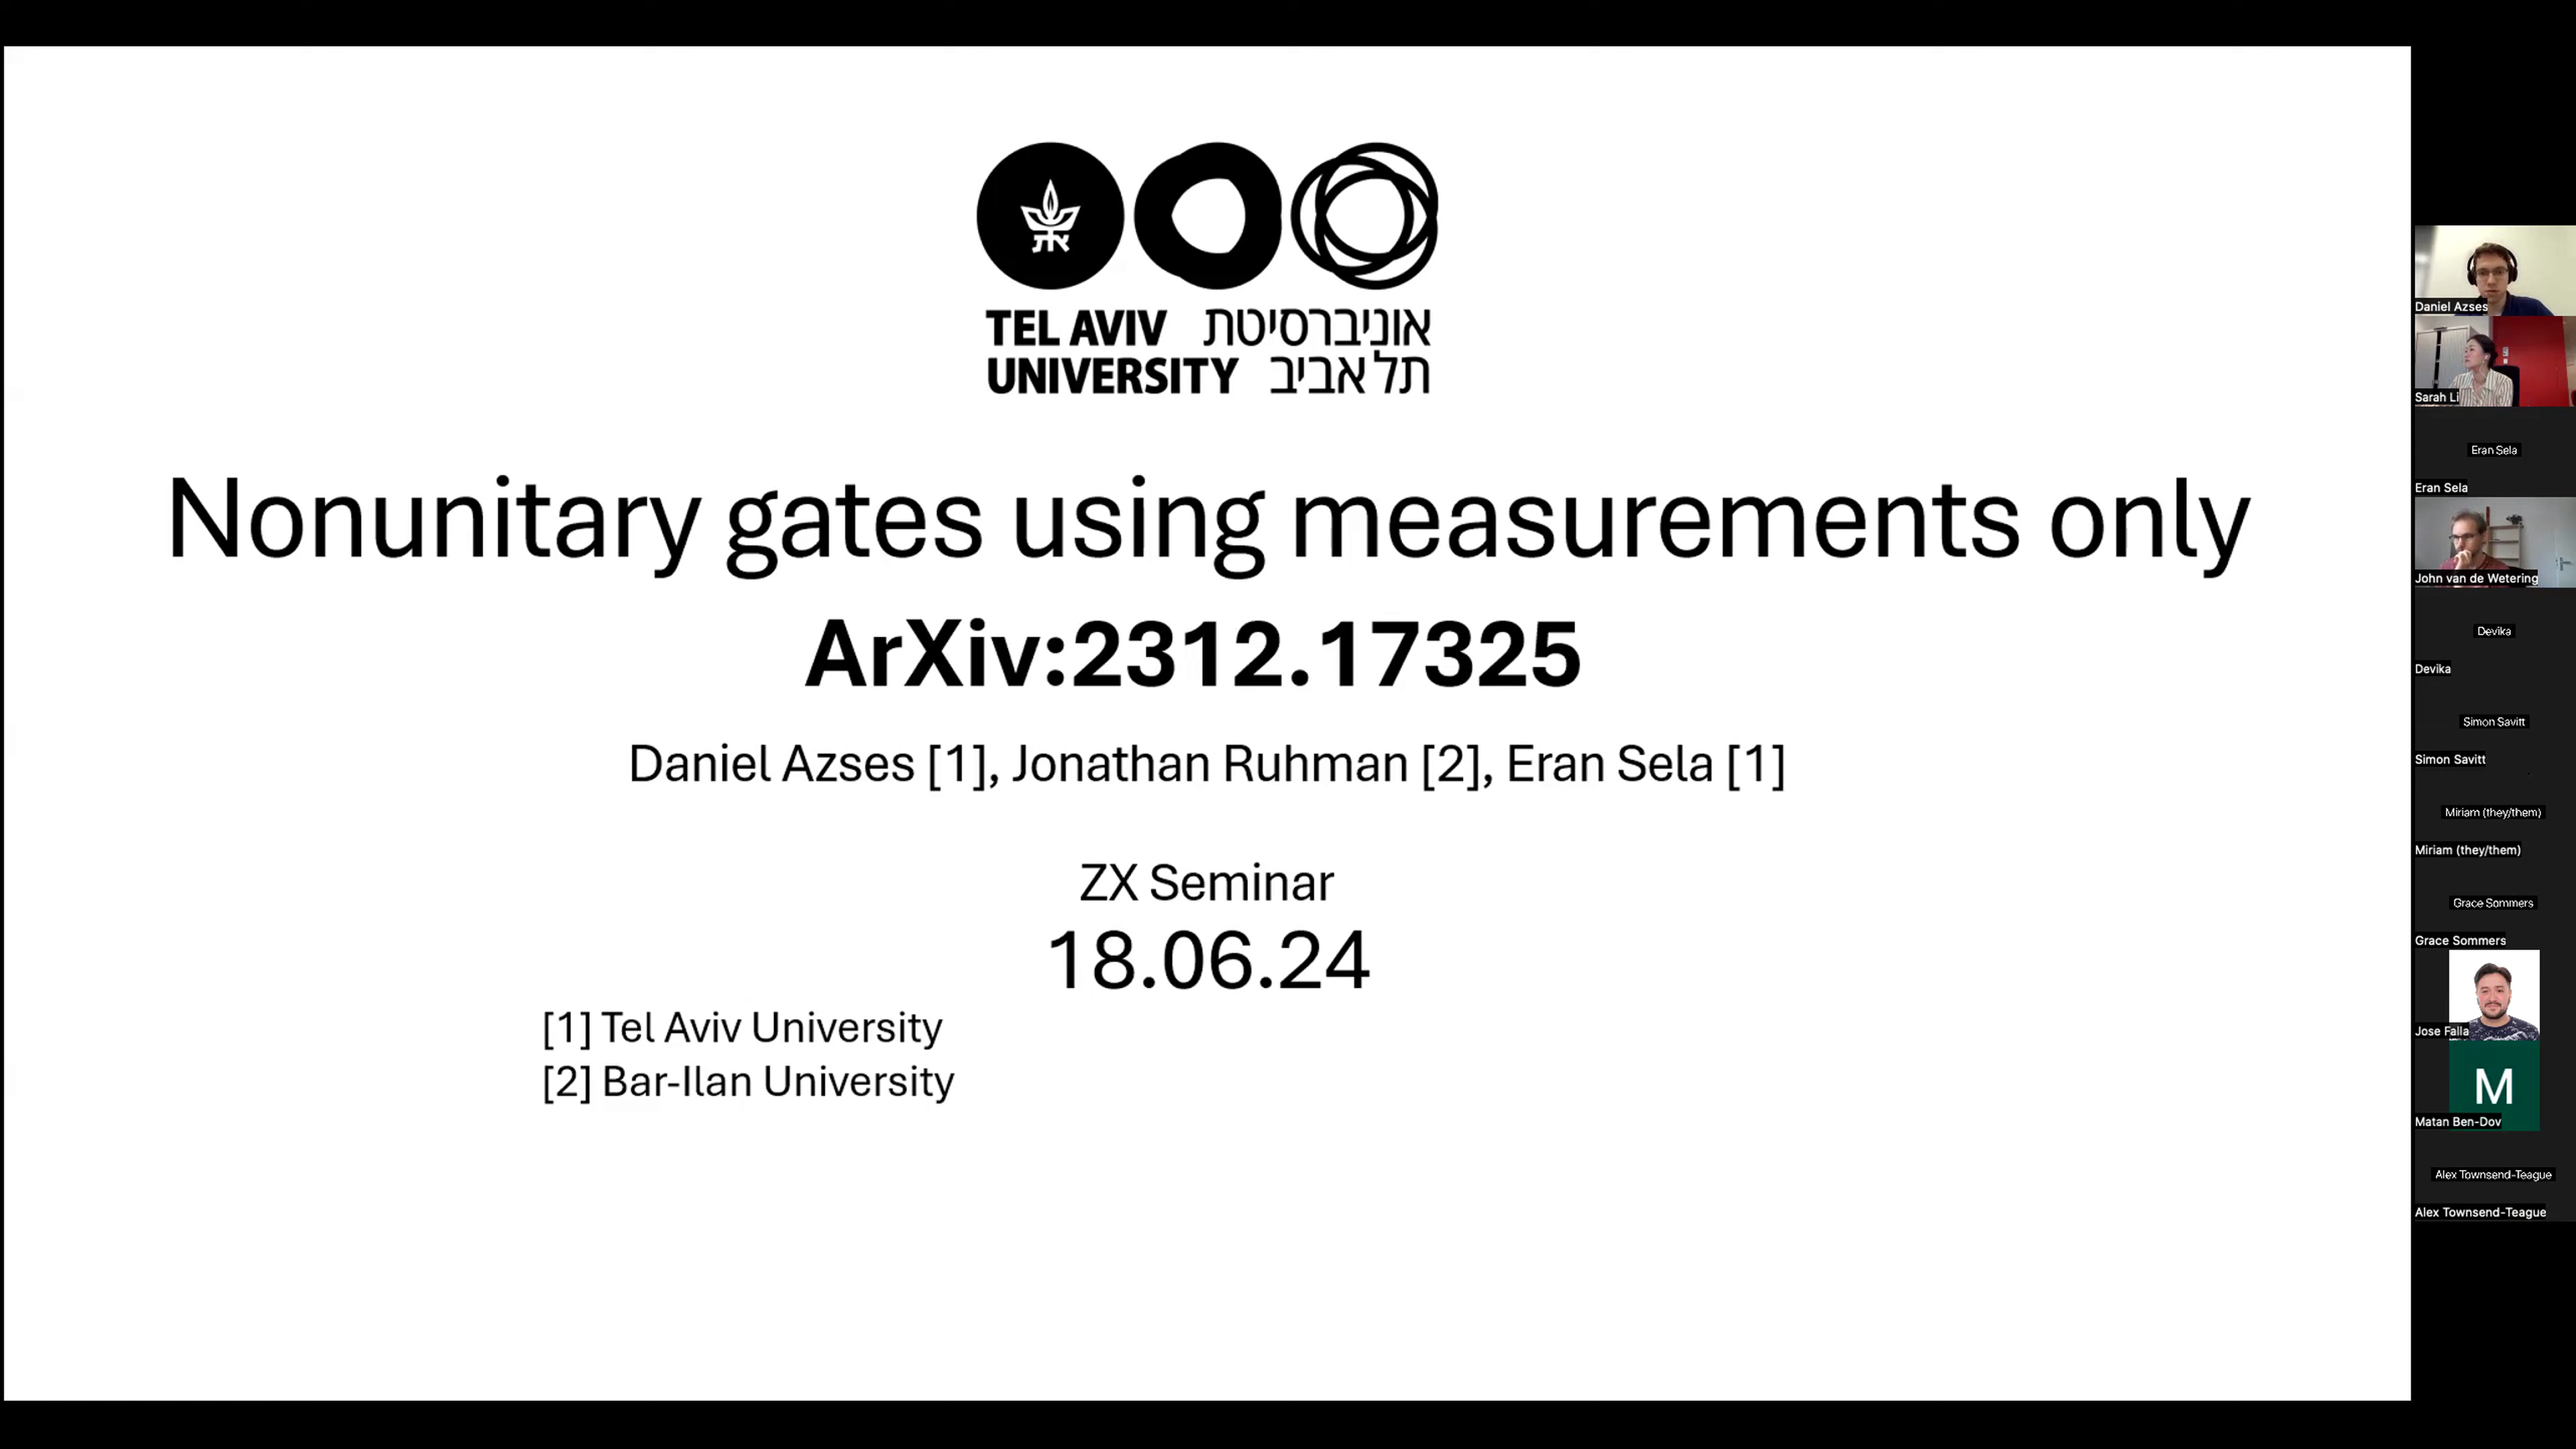 את
TEL AVIV אוניברסיטת
UNIVERSITY תל אביב
Nonunitary gates using measurements only
ArXiv:2312.17325
Daniel Azses [1], Jonathan Ruhman [2], Eran Sela [1]
ZX Seminar
18.06.24
[1] Tel Aviv University
[2] Bar-Ilan University
Daniel Azses
Sarah Li
Eran Sela
Eran Sela
John van de Wetering
Devika
Devika
Simon Savitt
Simon Savitt
Miriam (they/them)
Miriam (they/them)
Grace Sommers
Grace Sommers
Jose Falla
M
Matan Ben-Dov
Alex Townsend-Teague
Alex Townsend-Teague